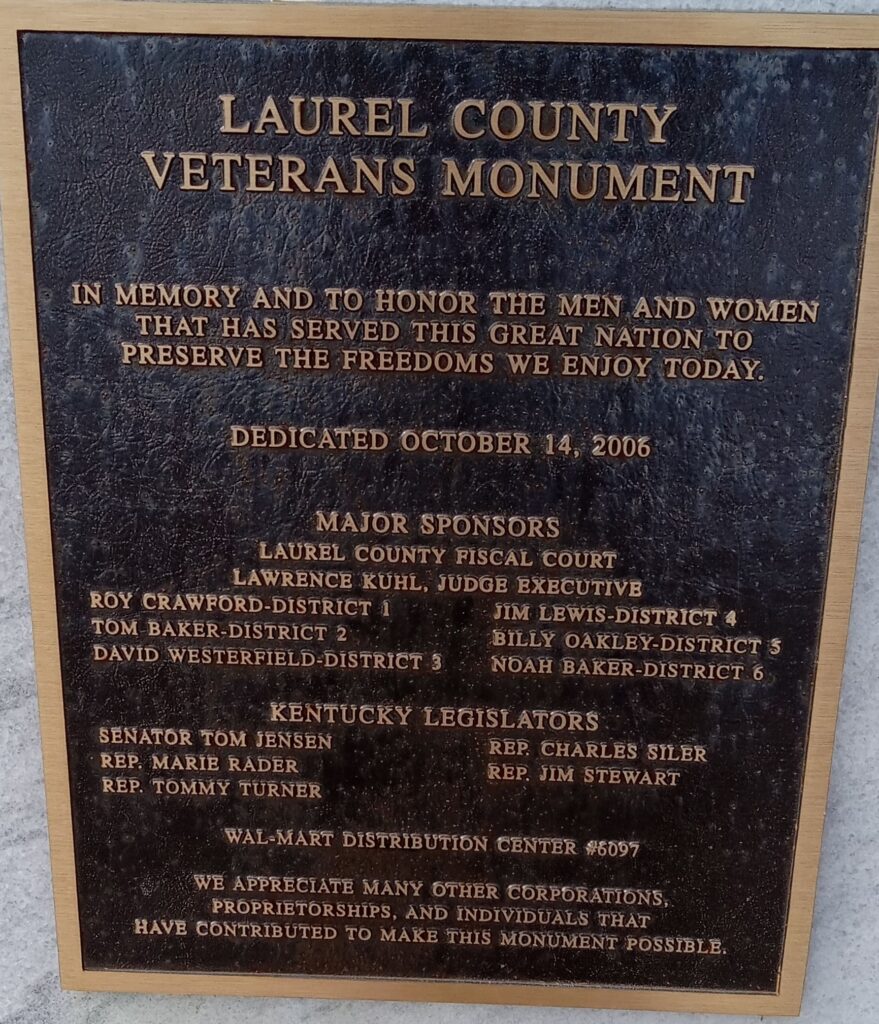 LAUREL COUNTY
VETERANS MONUMENT
IN MEMORY AND TO HONOR THE MEN AND WOMEN
THAT HAS SERVED THIS GREAT NATION TO
PRESERVE THE FREEDOMS WE ENJOY TODAY.
DEDICATED OCTOBER 14, 2006
MAJOR SPONSORS
LAUREL COUNTY FISCAL COURT
LAWRENCE KUHL, JUDGE EXECUTIVE
ROY CRAWFORD-DISTRICT 1 JIM LEWIS-DISTRICT 4
TOM BAKER-DISTRICT 2 BILLY OAKLEY-DISTRICT 5
DAVID WESTERFIELD-DISTRICT 3 NOAH BAKER-DISTRICT 6
KENTUCKY LEGISLATORS
SENATOR TOM JENSEN REP. CHARLES SILER
REP. MARIE RADER REP. JIM STEWART
REP. TOMMY TURNER
WAL-MART DISTRIBUTION CENTER #6097
WE APPRECIATE MANY OTHER CORPORATIONS,
PROPRIETORSHIPS, AND INDIVIDUALS THAT
HAVE CONTRIBUTED TO MAKE THIS MONUMENT POSSIBLE.